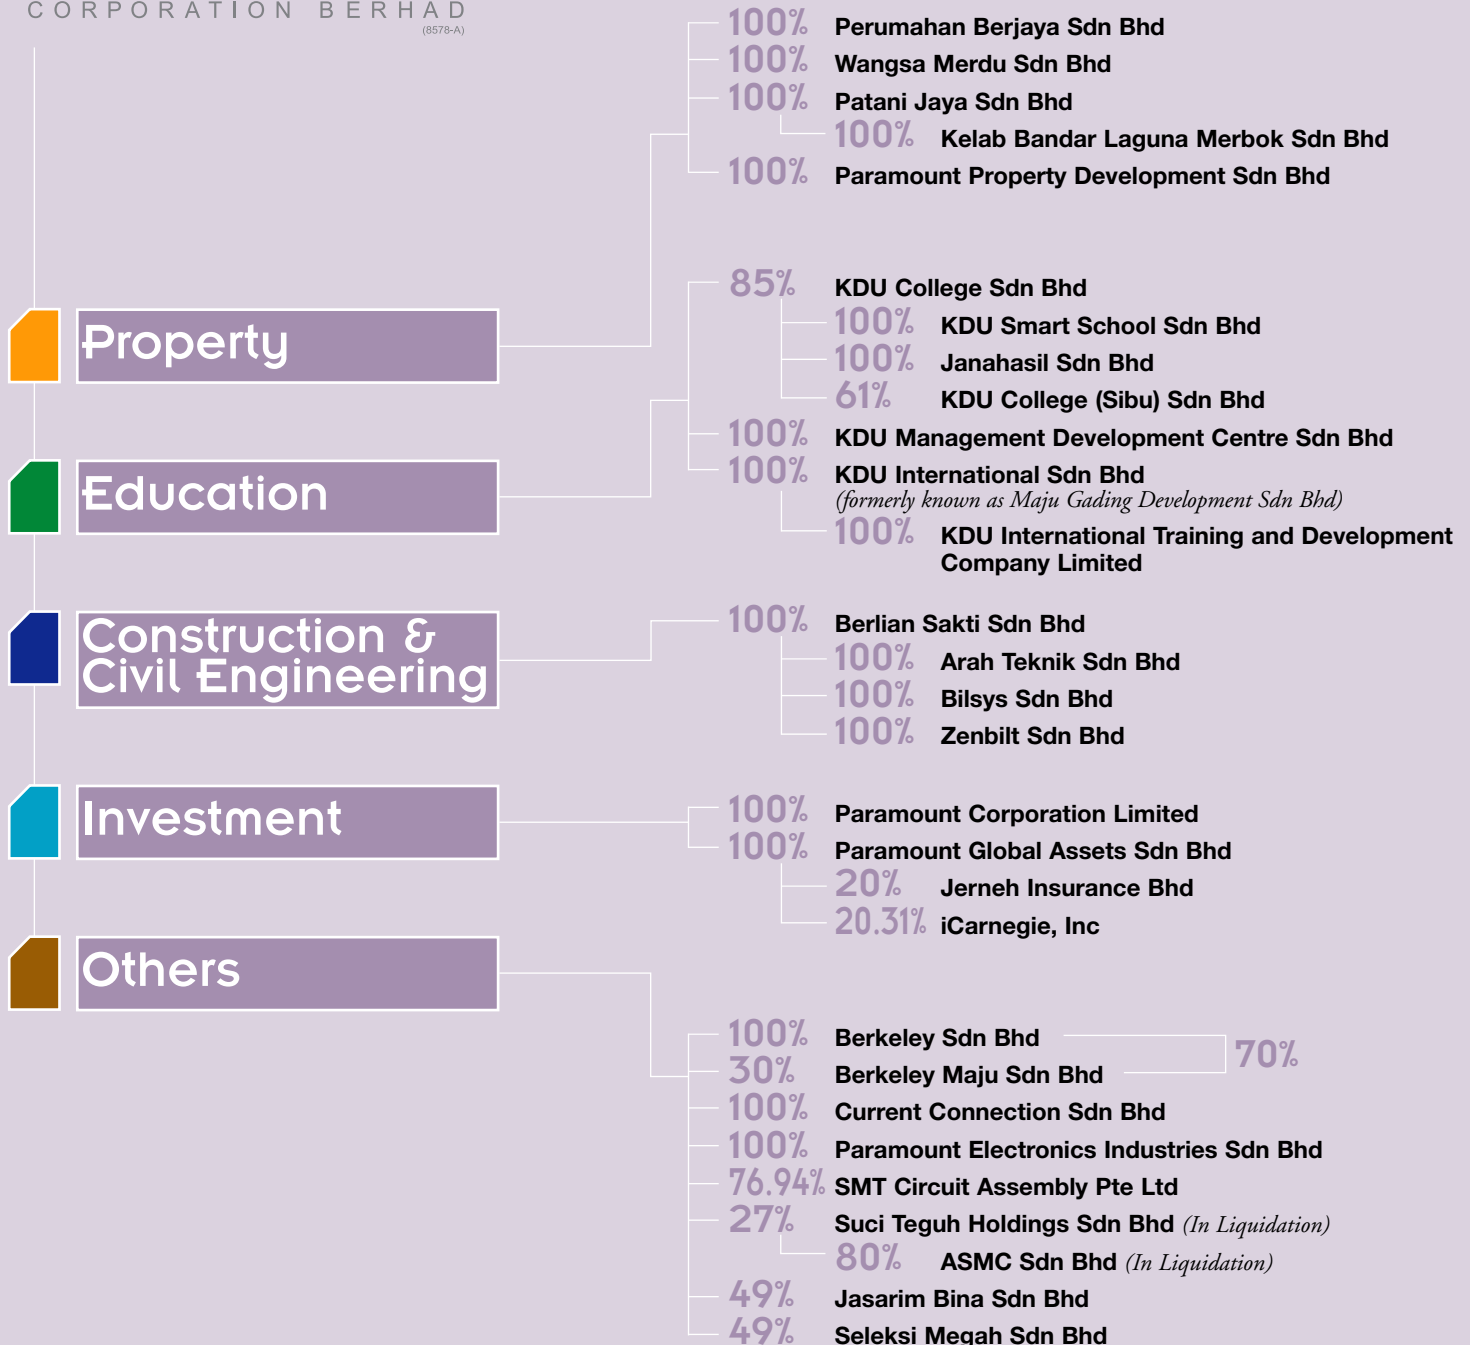 CORPORATION BERHAD
(8578-A)
100% Perumahan Berjaya Sdn Bhd
100% Wangsa Merdu Sdn Bhd
100% Patani Jaya Sdn Bhd
100% Kelab Bandar Laguna Merbok Sdn Bhd
100% Paramount Property Development Sdn Bhd
Property
85% KDU College Sdn Bhd
100% KDU Smart School Sdn Bhd
100% Janahasil Sdn Bhd
61% KDU College (Sibu) Sdn Bhd
100% KDU Management Development Centre Sdn Bhd
100% KDU International Sdn Bhd
(formerly known as Maju Gading Development Sdn Bhd)
100% KDU International Training and Development
Company Limited
Education
Construction &
Civil Engineering
100% Berlian Sakti Sdn Bhd
100% Arah Teknik Sdn Bhd
100% Bilsys Sdn Bhd
100% Zenbilt Sdn Bhd
Investment
100% Paramount Corporation Limited
100% Paramount Global Assets Sdn Bhd
20% Jerneh Insurance Bhd
20.31% iCarnegie, Inc
Others
100% Berkeley Sdn Bhd
70%
30% Berkeley Maju Sdn Bhd
100% Current Connection Sdn Bhd
100% Paramount Electronics Industries Sdn Bhd
76.94% SMT Circuit Assembly Pte Ltd
27% Suci Teguh Holdings Sdn Bhd (In Liquidation)
80% ASMC Sdn Bhd (In Liquidation)
49% Jasarim Bina Sdn Bhd
49% Seleksi Megah Sdn Bhd